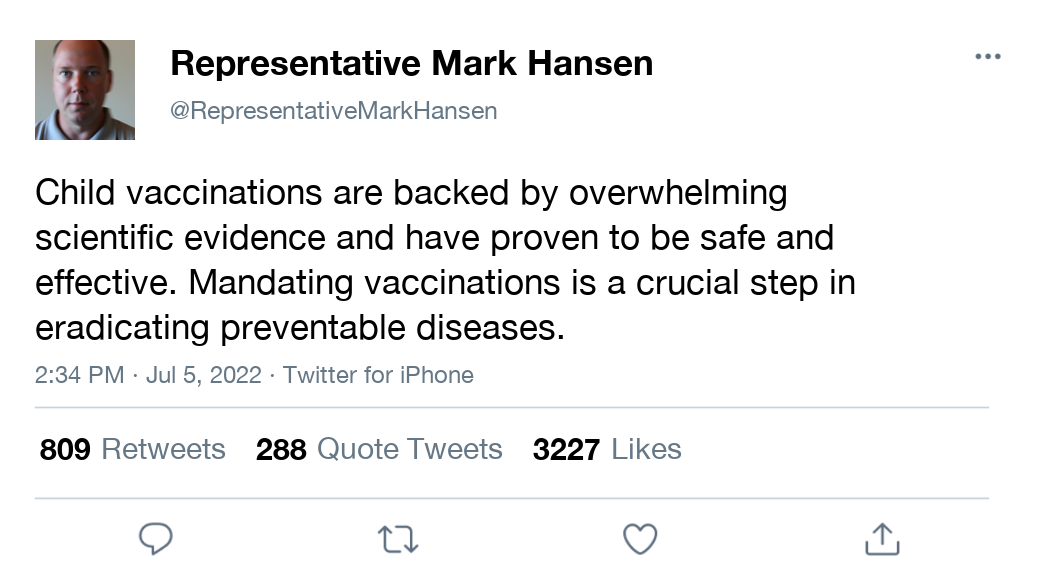 Representative Mark Hansen
@RepresentativeMarkHansen
Child vaccinations are backed by overwhelming
scientific evidence and have proven to be safe and
effective. Mandating vaccinations is a crucial step in
eradicating preventable diseases.
2:34 PM · Jul 5, 2022 · Twitter for iPhone
809 Retweets 288 Quote Tweets 3227 Likes